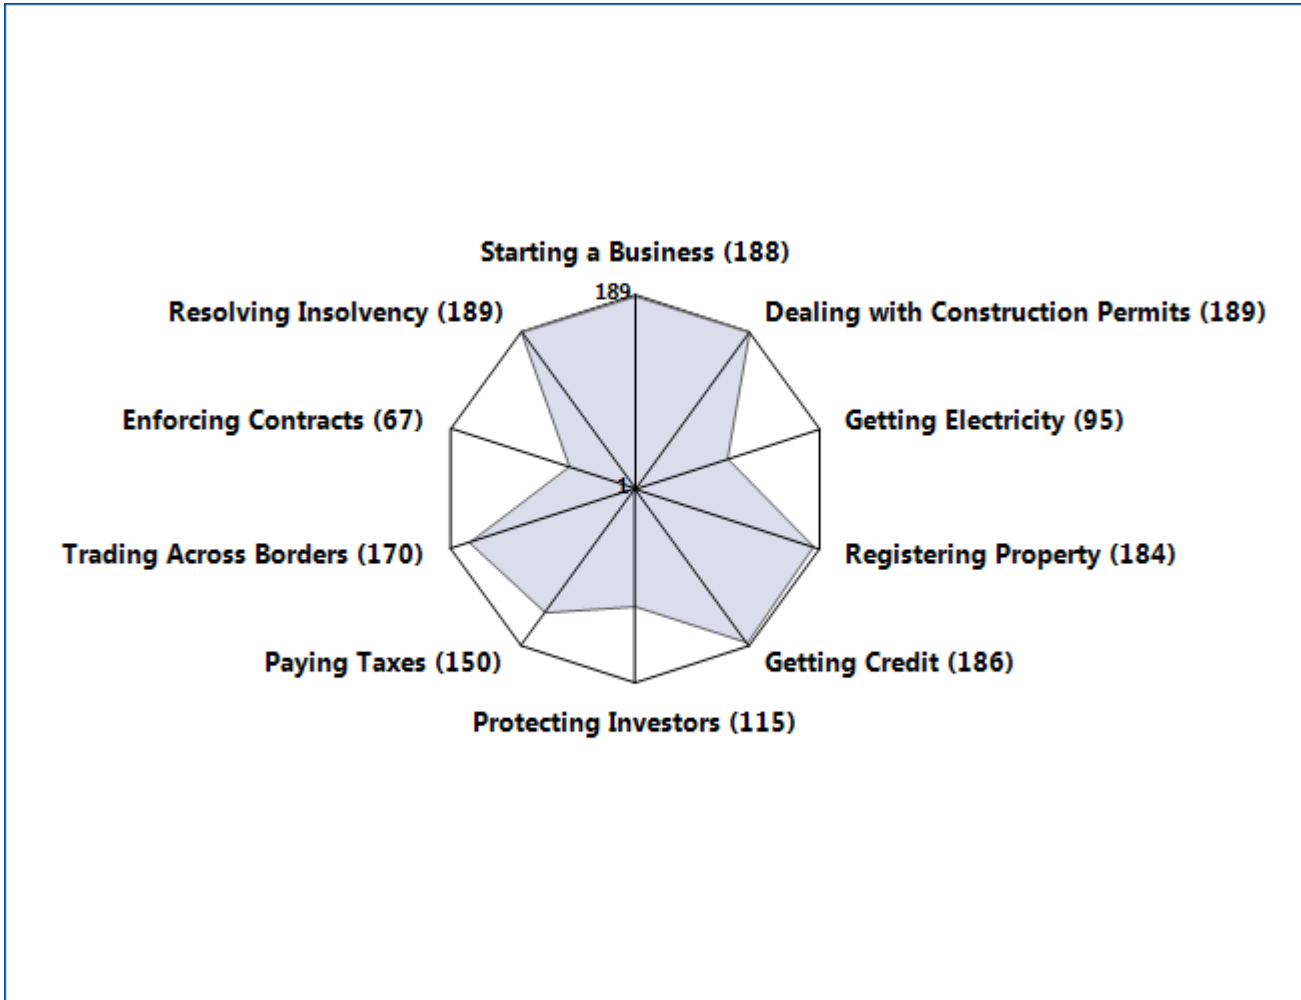 Starting a Business (188)
189
Resolving Insolvency (189)
Dealing with Construction Permits (189)
Enforcing Contracts (67)
Getting Electricity (95)
1
Trading Across Borders (170)
Registering Property (184)
Paying Taxes (150)
Getting Credit (186)
Protecting Investors (115)